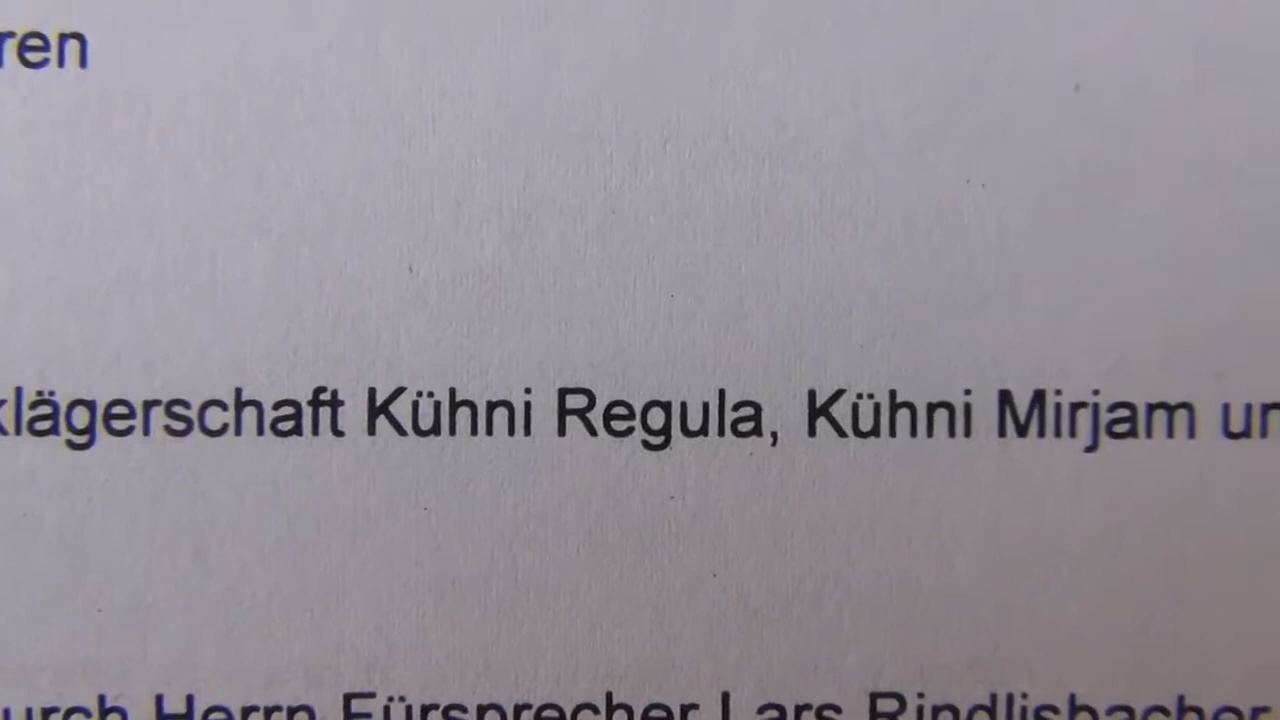 ren
klägerschaft Kühni Regula, Kühni Mirjam un
urch Herrn Fürsprecher Lars Rindlisbacher